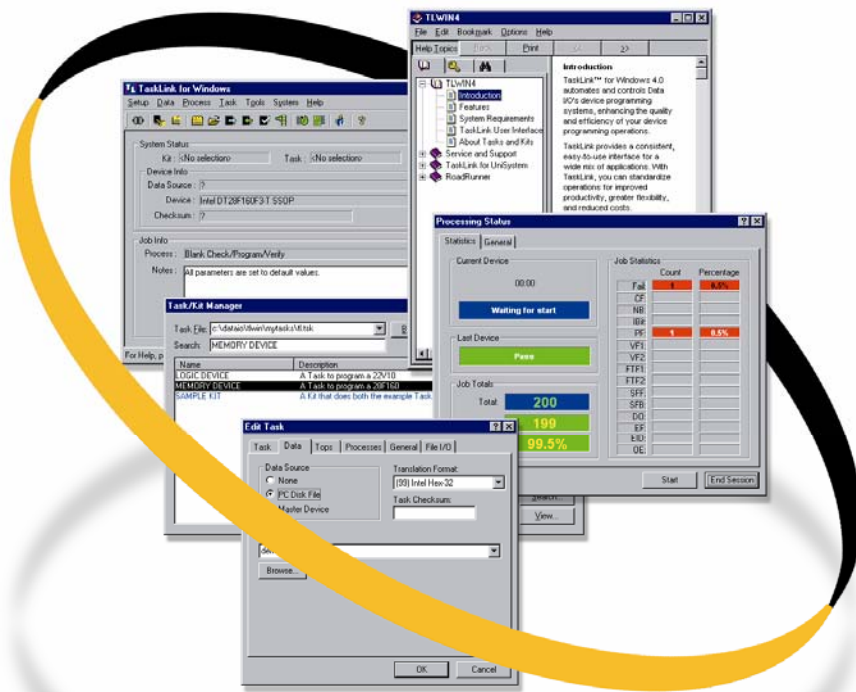 TLWIN4
File Edit Bookmark Options Help
Help Topics Back Print << >>
TLWIN4
Introduction
Features
System Requirements
TaskLink User Interface
About Tasks and Kits
Service and Support
TaskLink for UniSystem
RoadRunner
Introduction
TaskLink™ for Windows 4.0
automates and controls Data
I/O's device programming
systems, enhancing the quality
and efficiency of your device
programming operations.
TaskLink provides a consistent,
easy-to-use interface for a
wide mix of applications. With
TaskLink, you can standardize
operations for improved
productivity, greater flexibility,
and reduced costs.
TL TaskLink for Windows
Setup Data Process Task Tools System Help
System Status
Kit: <No selection> Task: <No selection>
Device Info
Data Source: ?
Device: Intel DT28F160F3-T SSOP
Checksum: ?
Job Info
Process: Blank Check/Program/Verify
Notes: All parameters are set to default values.
For Help, p
Processing Status
Statistics General
Current Device
00:00
Waiting for start
Last Device
Pass
Job Totals
Total: 200
199
99.5%
Job Statistics
Count Percentage
Fail: 1 0.5%
CF:
NB:
IBit:
PF: 1 0.5%
VF1:
VF2:
FTF1:
FTF2:
SFF:
SFB:
DO:
EF:
EID:
OE:
Start End Session
Task/Kit Manager
Task File: c:\dataio\tlwin\mytasks\tl.tsk B
Search: MEMORY DEVICE
Name Description
LOGIC DEVICE A Task to program a 22V10
MEMORY DEVICE A Task to program a 28F160
SAMPLE KIT A Kit that does both the example Task
Search...
View...
Edit Task
Task Data Tops Processes General File I/O
Data Source
None
PC Disk File
Master Device
Translation Format:
(99) Intel Hex-32
Task Checksum:
Browse...
OK Cancel